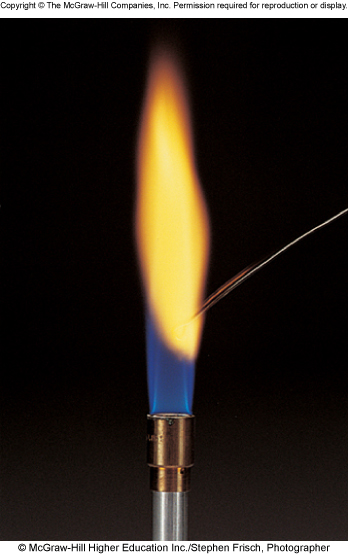 Copyright © The McGraw-Hill Companies, Inc. Permission required for reproduction or display.
© McGraw-Hill Higher Education Inc./Stephen Frisch, Photographer